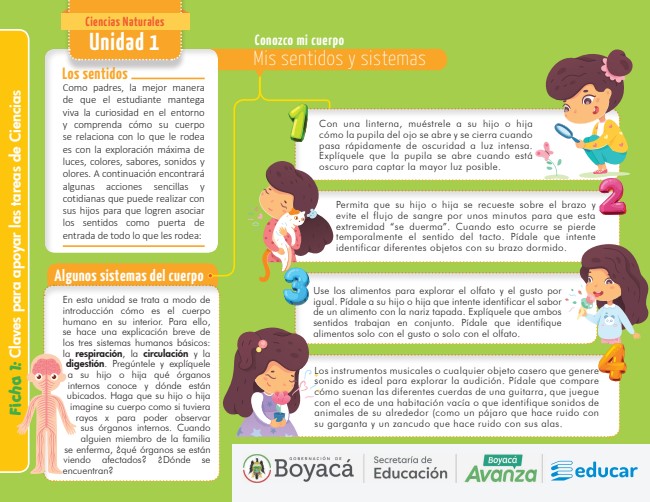 Ficha 1: Claves para apoyar las tareas de Ciencias
Ciencias Naturales
Unidad 1
Conozco mi cuerpo
Mis sentidos y sistemas
Los sentidos
Como padres, la mejor manera
de que el estudiante mantega
viva la curiosidad en el entorno
y comprenda cómo su cuerpo
se relaciona con lo que le rodea
es con la exploración máxima de
luces, colores, sabores, sonidos y
olores. A continuación encontrará
algunas acciones sencillas y
cotidianas que puede realizar con
sus hijos para que logren asociar
los sentidos como puerta de
entrada de todo lo que les rodea:
Algunos sistemas del cuerpo
En esta unidad se trata a modo de
introducción cómo es el cuerpo
humano en su interior. Para ello,
se hace una explicación breve de
los tres sistemas humanos básicos:
la respiración, la circulación y la
digestión. Pregúntele y explíquele
a su hijo o hija qué órganos
internos conoce y dónde están
ubicados. Haga que su hijo o hija
imagine su cuerpo como si tuviera
rayos x para poder observar
sus órganos internos. Cuando
alguien miembro de la familia
se enferma, ¿qué órganos se están
viendo afectados? ¿Dónde se
encuentran?
1
Con una linterna, muéstrele a su hijo o hija
cómo la pupila del ojo se abre y se cierra cuando
pasa rápidamente de oscuridad a luz intensa.
Explíquele que la pupila se abre cuando está
oscuro para captar la mayor luz posible.
2
Permita que su hijo o hija se recueste sobre el brazo y
evite el flujo de sangre por unos minutos para que esta
extremidad “se duerma”. Cuando esto ocurre se pierde
temporalmente el sentido del tacto. Pídale que intente
identificar diferentes objetos con su brazo dormido.
3
Use los alimentos para explorar el olfato y el gusto por
igual. Pídale a su hijo o hija que intente identificar el sabor
de un alimento con la nariz tapada. Explíquele que ambos
sentidos trabajan en conjunto. Pídale que identifique
alimentos solo con el gusto o solo con el olfato.
4
Los instrumentos musicales o cualquier objeto casero que genere
sonido es ideal para explorar la audición. Pídale que compare
cómo suenan las diferentes cuerdas de una guitarra, que juegue
con el eco de una habitación vacía o que identifique sonidos de
animales de su alrededor (como un pájaro que hace ruido con
su garganta y un zancudo que hace ruido con sus alas.
GOBERNACIÓN DE
Boyacá
Secretaría de
Educación
Boyacá
Avanza
educar